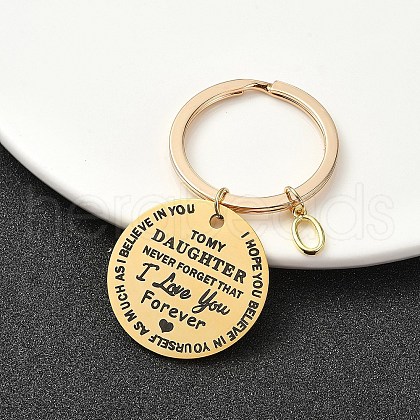 TO MY
DAUGHTER
NEVER FORGET THAT
I Love You
Forever
I HOPE YOU BELIEVE IN YOURSELF AS MUCH AS I BELIEVE IN YOU
O